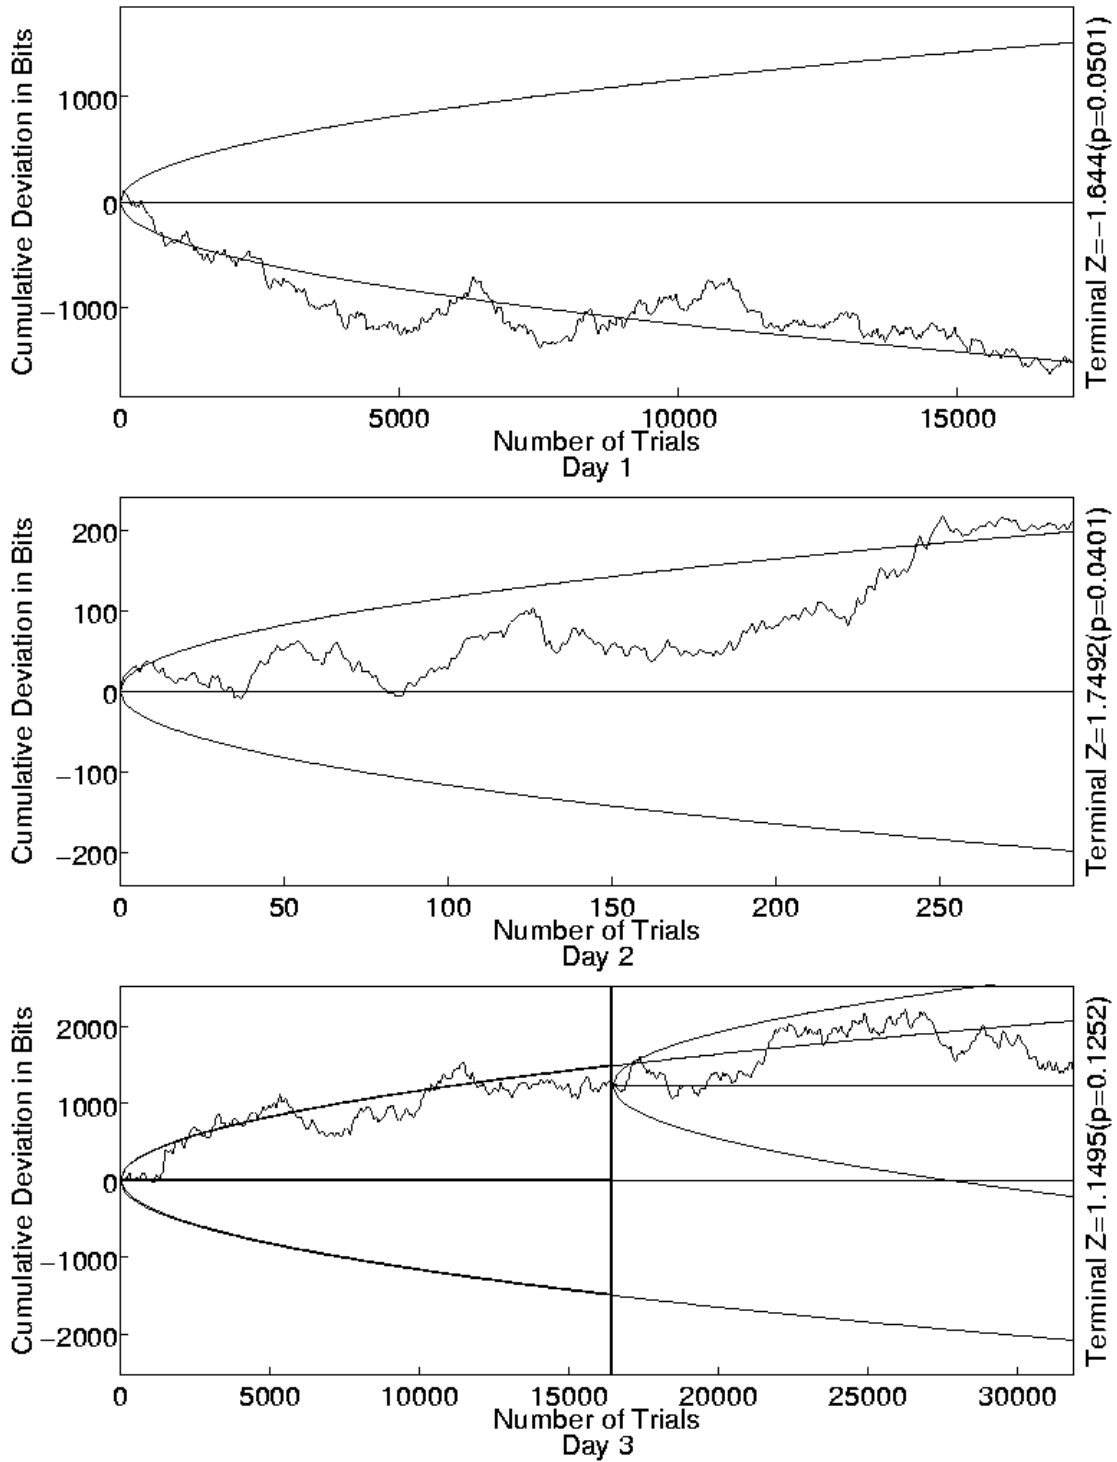 Cumulative Deviation in Bits
1000
0
−1000
0 5000 10000 15000
Number of Trials
Day 1
Terminal Z=−1.644(p=0.0501)
Cumulative Deviation in Bits
200
100
0
−100
−200
0 50 100 150 200 250
Number of Trials
Day 2
Terminal Z=1.7492(p=0.0401)
Cumulative Deviation in Bits
2000
1000
0
−1000
−2000
0 5000 10000 15000 20000 25000 30000
Number of Trials
Day 3
Terminal Z=1.1495(p=0.1252)